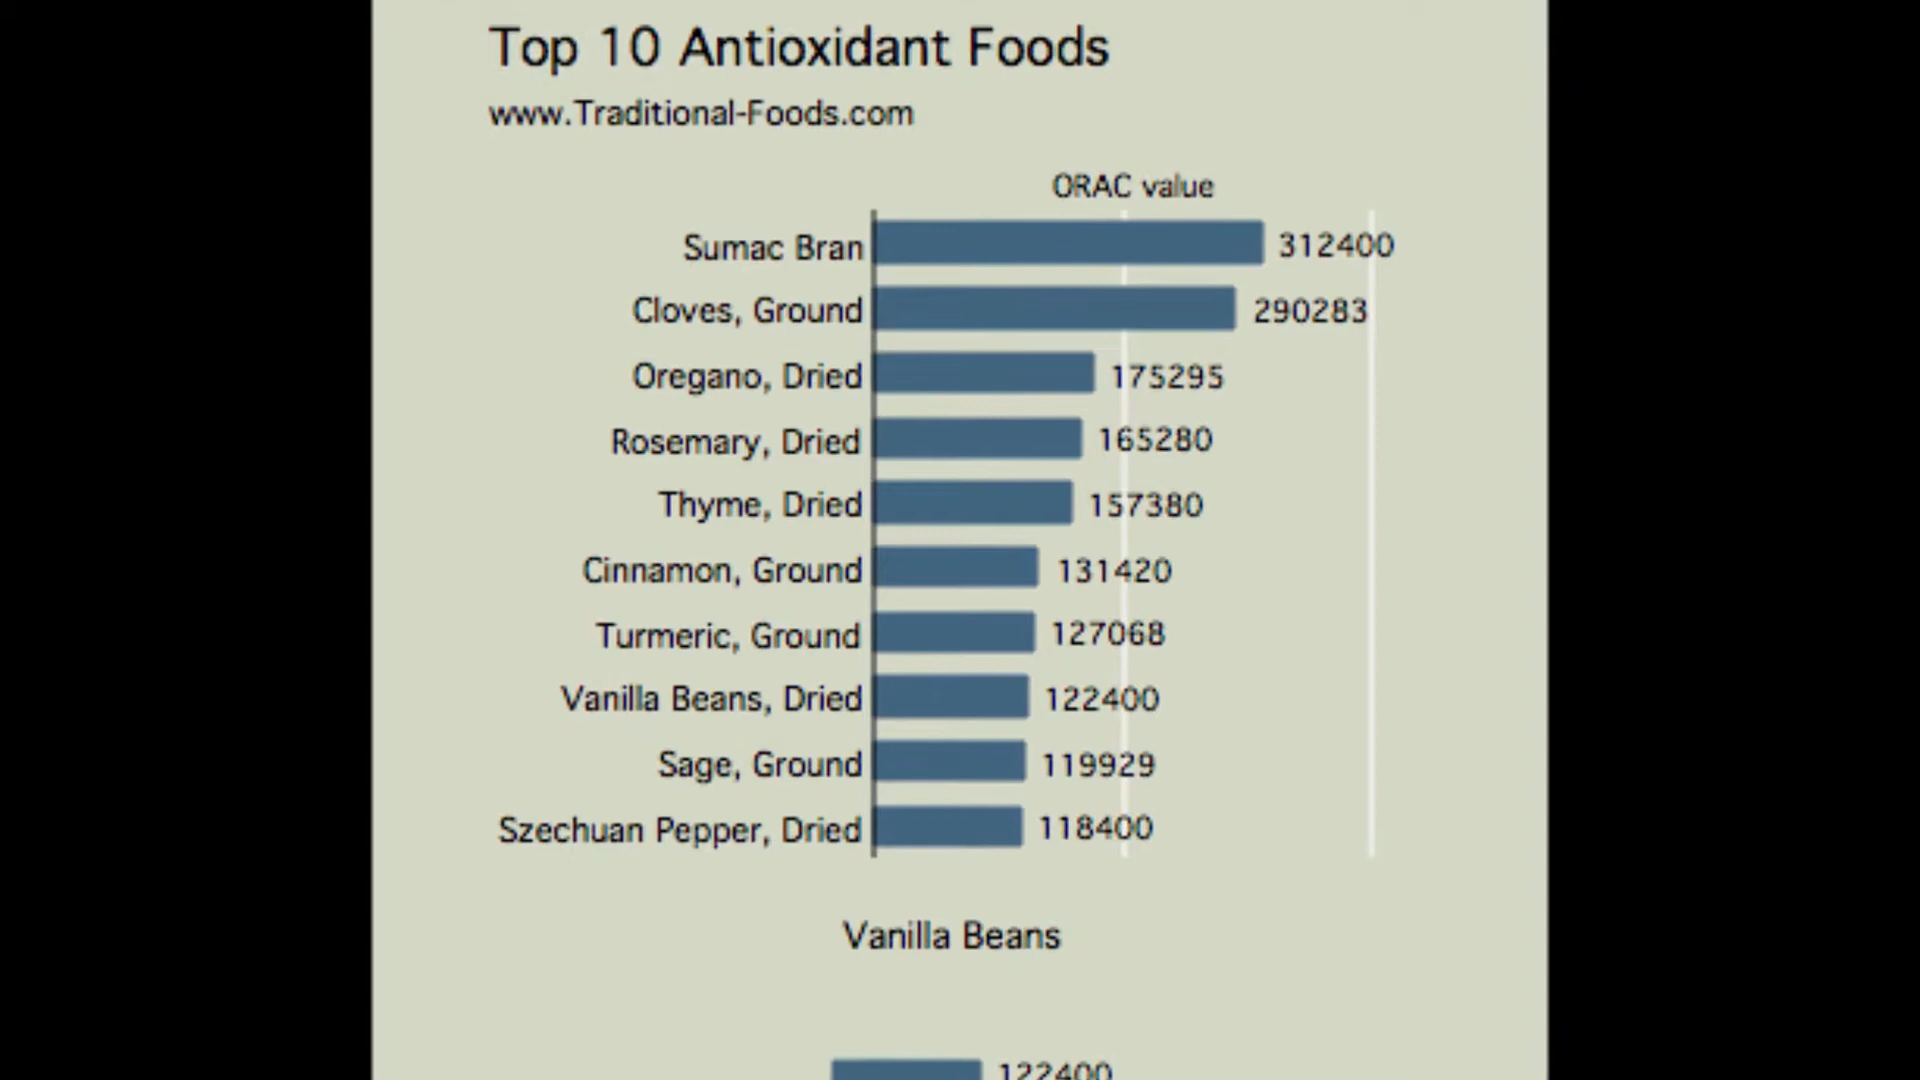 Top 10 Antioxidant Foods
www.Traditional-Foods.com
ORAC value
Sumac Bran 312400
Cloves, Ground 290283
Oregano, Dried 175295
Rosemary, Dried 165280
Thyme, Dried 157380
Cinnamon, Ground 131420
Turmeric, Ground 127068
Vanilla Beans, Dried 122400
Sage, Ground 119929
Szechuan Pepper, Dried 118400
Vanilla Beans
122400